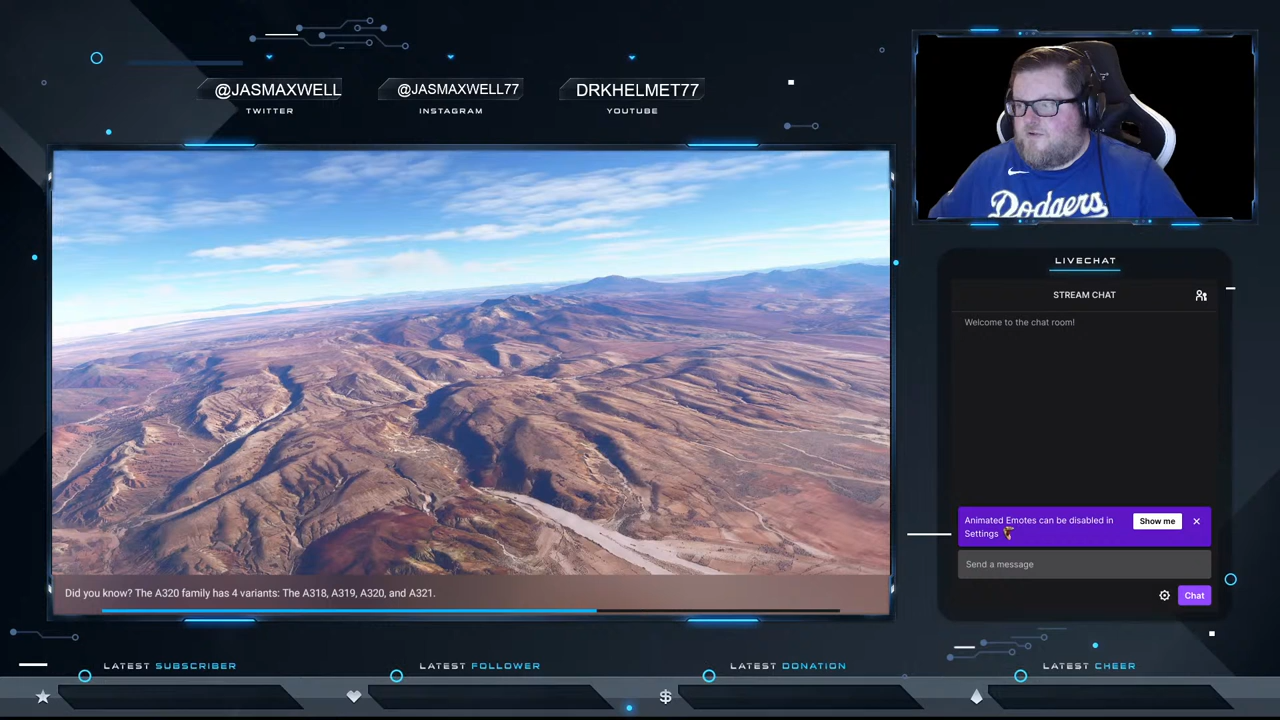 @JASMAXWELL
TWITTER
@JASMAXWELL77
INSTAGRAM
DRKHELMET77
YOUTUBE
Dodgers
LIVECHAT
STREAM CHAT
Welcome to the chat room!
Animated Emotes can be disabled in
Settings
Show me
Send a message
Chat
Did you know? The A320 family has 4 variants: The A318, A319, A320, and A321.
LATEST SUBSCRIBER
LATEST FOLLOWER
LATEST DONATION
LATEST CHEER